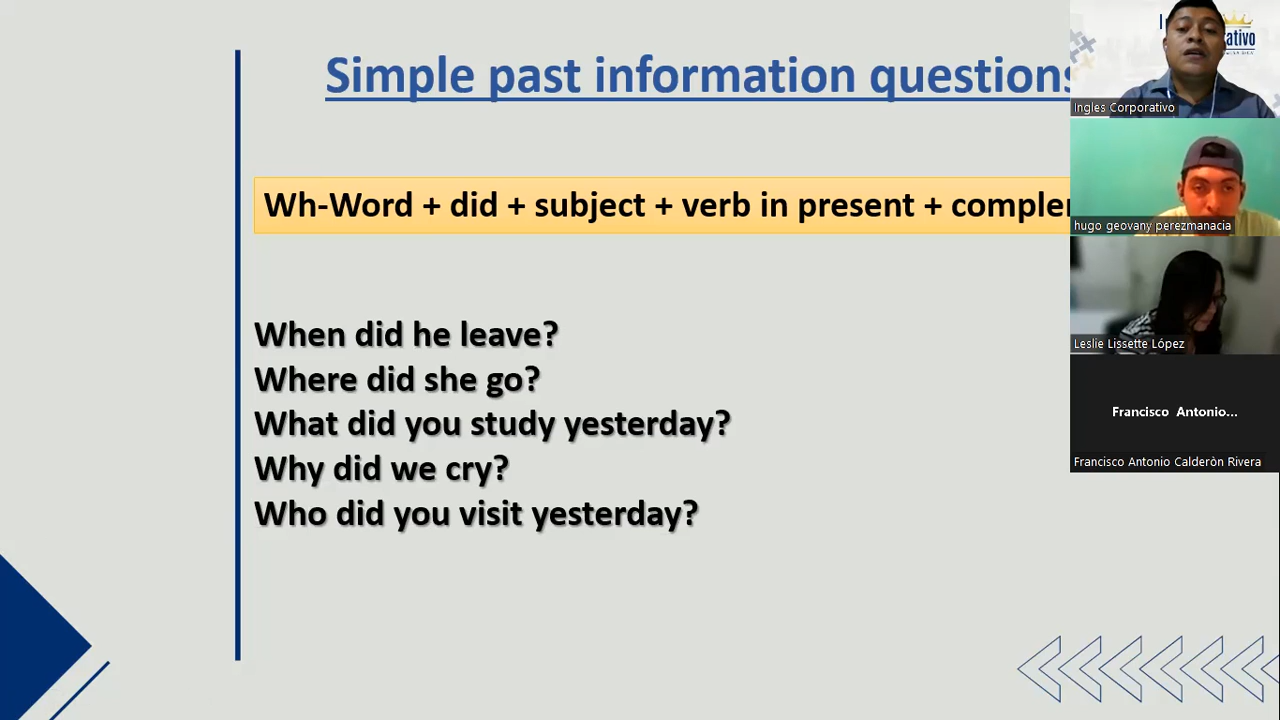 Simple past information questions
Wh-Word + did + subject + verb in present +
When did he leave?
Where did she go?
What did you study yesterday?
Why did we cry?
Who did you visit yesterday?
Ingles Corporativo
hugo geovany perezmanacia
Leslie Lissette López
Francisco Antonio...
Francisco Antonio Calderòn Rivera